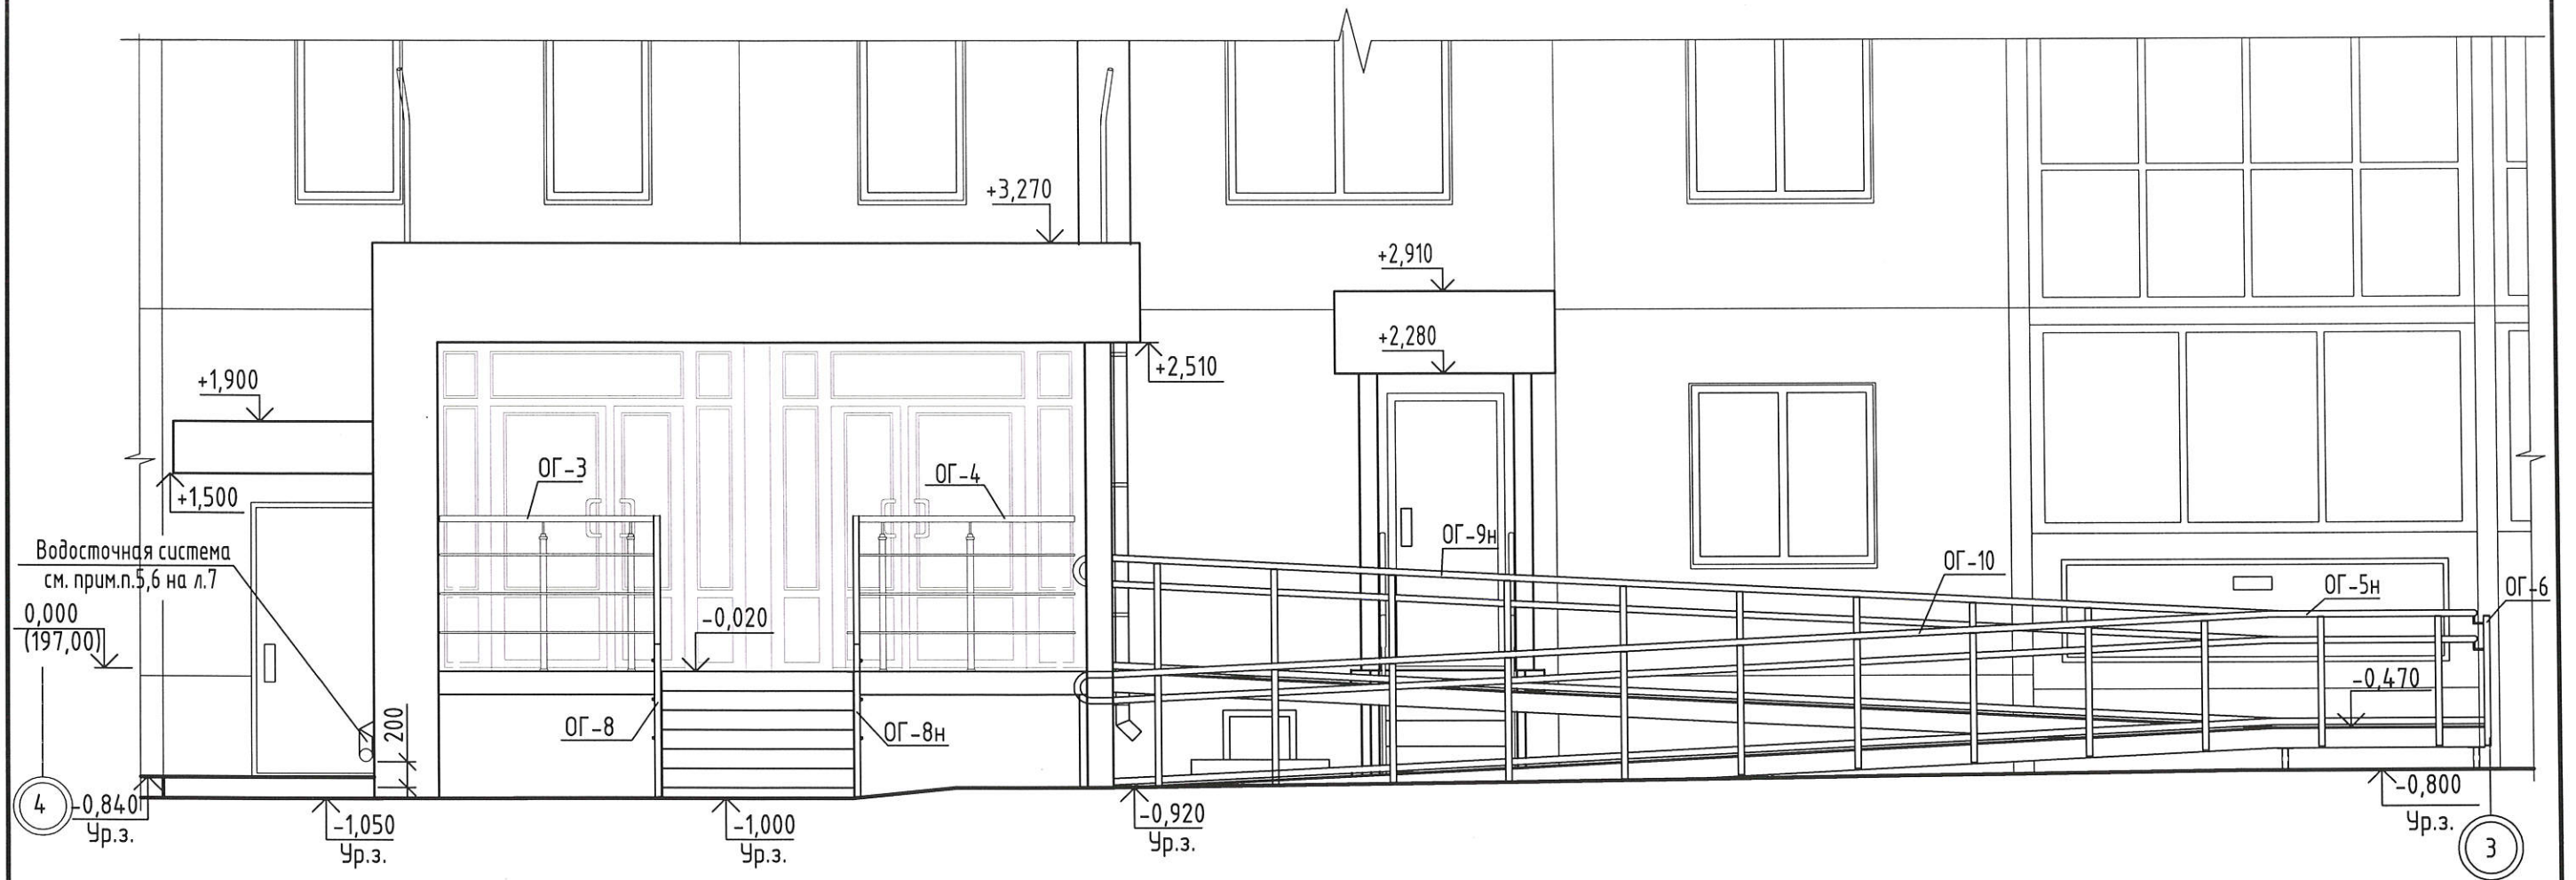 +3,270
+2,910
+2,280
+2,510
+1,900
+1,500
ОГ-3
ОГ-4
Водосточная система
см. прим.п.5,6 на л.7
0,000
(197,00)
-0,020
ОГ-9н
ОГ-10
ОГ-5н
ОГ-6
-0,470
ОГ-8
ОГ-8н
200
4
-0,840
Ур.з.
-1,050
Ур.з.
-1,000
Ур.з.
-0,920
Ур.з.
-0,800
Ур.з.
3